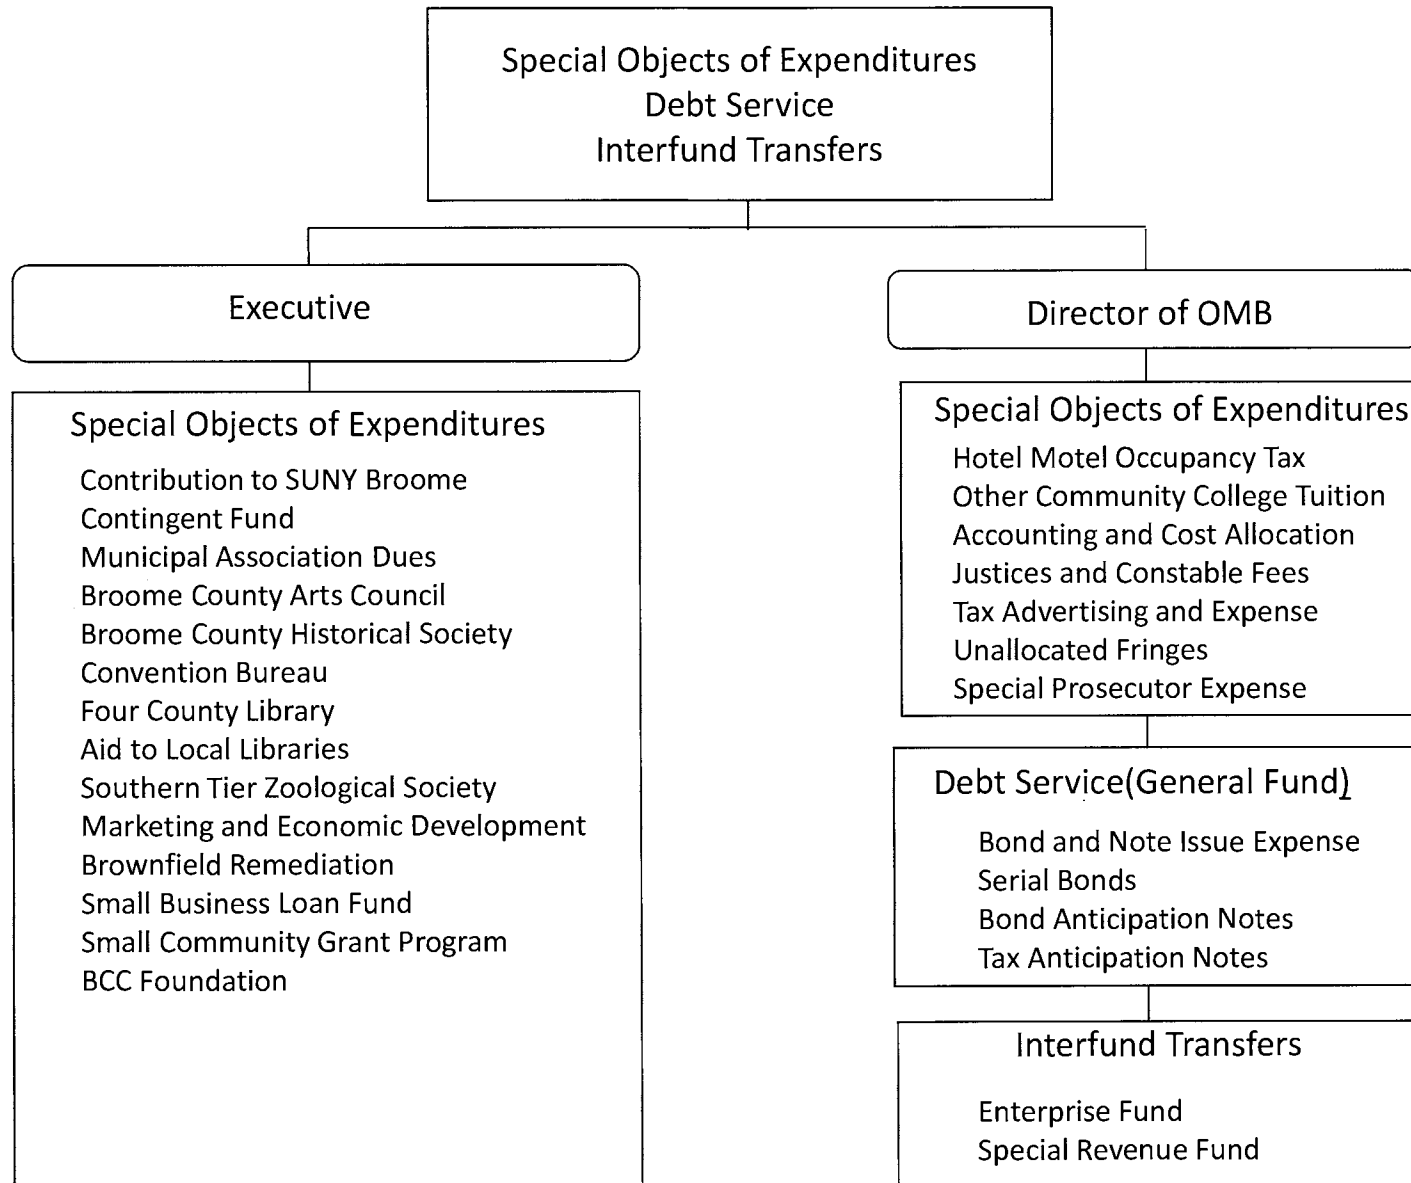 Special Objects of Expenditures
Debt Service
Interfund Transfers
Executive
Special Objects of Expenditures
Contribution to SUNY Broome
Contingent Fund
Municipal Association Dues
Broome County Arts Council
Broome County Historical Society
Convention Bureau
Four County Library
Aid to Local Libraries
Southern Tier Zoological Society
Marketing and Economic Development
Brownfield Remediation
Small Business Loan Fund
Small Community Grant Program
BCC Foundation
Director of OMB
Special Objects of Expenditures
Hotel Motel Occupancy Tax
Other Community College Tuition
Accounting and Cost Allocation
Justices and Constable Fees
Tax Advertising and Expense
Unallocated Fringes
Special Prosecutor Expense
Debt Service(General Fund)
Bond and Note Issue Expense
Serial Bonds
Bond Anticipation Notes
Tax Anticipation Notes
Interfund Transfers
Enterprise Fund
Special Revenue Fund